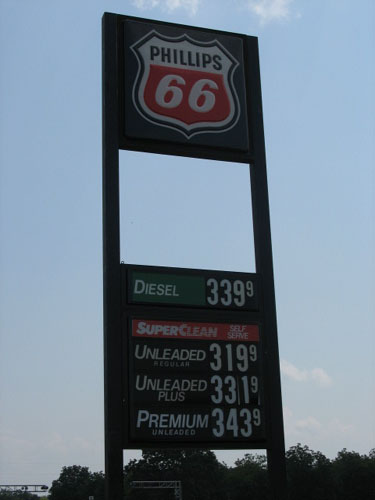 PHILLIPS
66
DIESEL 339 9
SUPERCLEAN SELF SERVE
UNLEADED REGULAR 319 9
UNLEADED PLUS 331 9
PREMIUM UNLEADED 343 9